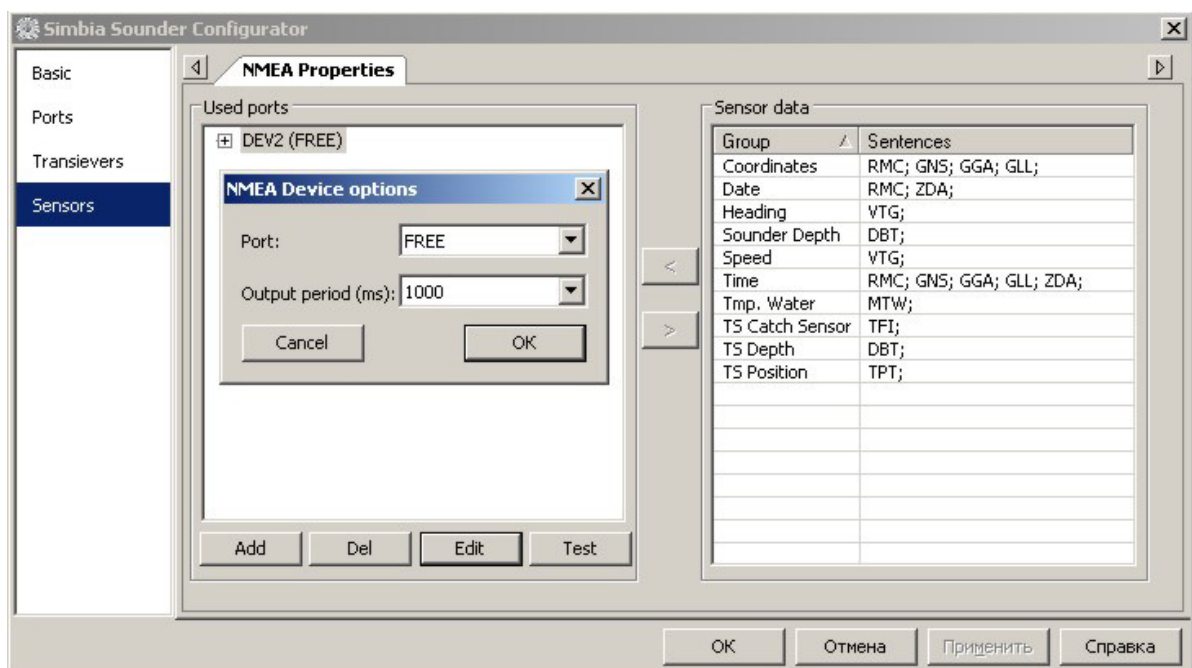 Simbia Sounder Configurator
Basic
Ports
Transievers
Sensors
NMEA Properties
Used ports
DEV2 (FREE)
NMEA Device options
Port: FREE
Output period (ms): 1000
Cancel OK
Add Del Edit Test
<
>
Sensor data
Group Sentences
Coordinates RMC; GNS; GGA; GLL;
Date RMC; ZDA;
Heading VTG;
Sounder Depth DBT;
Speed VTG;
Time RMC; GNS; GGA; GLL; ZDA;
Tmp. Water MTW;
TS Catch Sensor TFI;
TS Depth DBT;
TS Position TPT;
OK Отмена Применить Справка